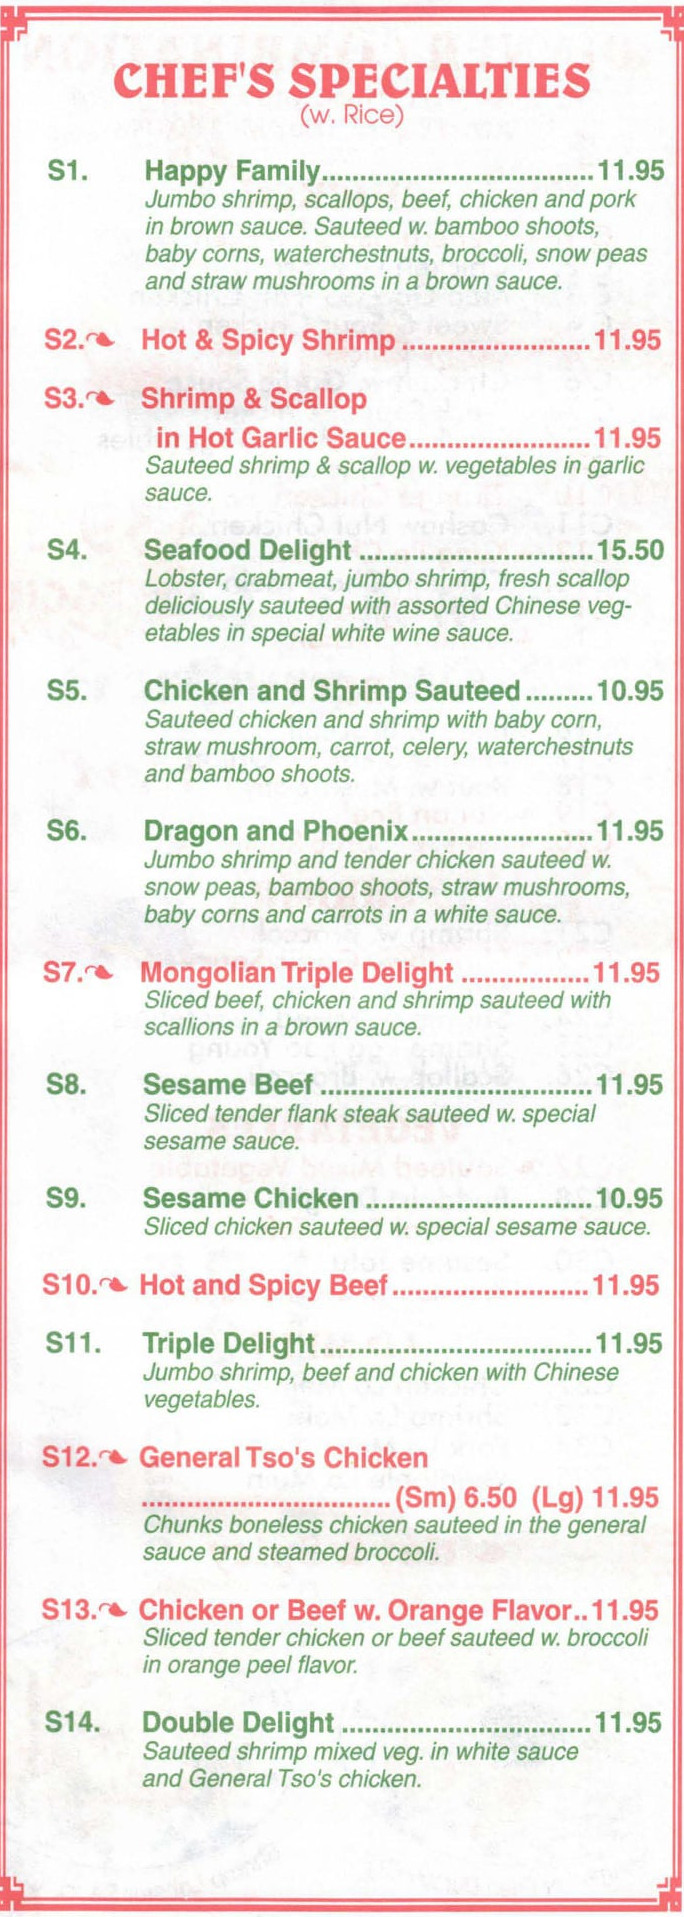 CHEF'S SPECIALTIES
(w. Rice)
S1. Happy Family.....................................11.95
Jumbo shrimp, scallops, beef, chicken and pork
in brown sauce. Sauteed w. bamboo shoots,
baby corns, waterchestnuts, broccoli, snow peas
and straw mushrooms in a brown sauce.
S2. Hot & Spicy Shrimp .........................11.95
S3. Shrimp & Scallop
in Hot Garlic Sauce........................11.95
Sauteed shrimp & scallop w. vegetables in garlic
sauce.
S4. Seafood Delight ...............................15.50
Lobster, crabmeat, jumbo shrimp, fresh scallop
deliciously sauteed with assorted Chinese veg-
etables in special white wine sauce.
S5. Chicken and Shrimp Sauteed .........10.95
Sauteed chicken and shrimp with baby corn,
straw mushroom, carrot, celery, waterchestnuts
and bamboo shoots.
S6. Dragon and Phoenix........................11.95
Jumbo shrimp and tender chicken sauteed w.
snow peas, bamboo shoots, straw mushrooms,
baby corns and carrots in a white sauce.
S7. Mongolian Triple Delight .................11.95
Sliced beef, chicken and shrimp sauteed with
scallions in a brown sauce.
S8. Sesame Beef ....................................11.95
Sliced tender flank steak sauteed w. special
sesame sauce.
S9. Sesame Chicken ..............................10.95
Sliced chicken sauteed w. special sesame sauce.
S10. Hot and Spicy Beef..........................11.95
S11. Triple Delight....................................11.95
Jumbo shrimp, beef and chicken with Chinese
vegetables.
S12. General Tso's Chicken
.................................(Sm) 6.50 (Lg) 11.95
Chunks boneless chicken sauteed in the general
sauce and steamed broccoli.
S13. Chicken or Beef w. Orange Flavor..11.95
Sliced tender chicken or beef sauteed w. broccoli
in orange peel flavor.
S14. Double Delight .................................11.95
Sauteed shrimp mixed veg. in white sauce
and General Tso's chicken.